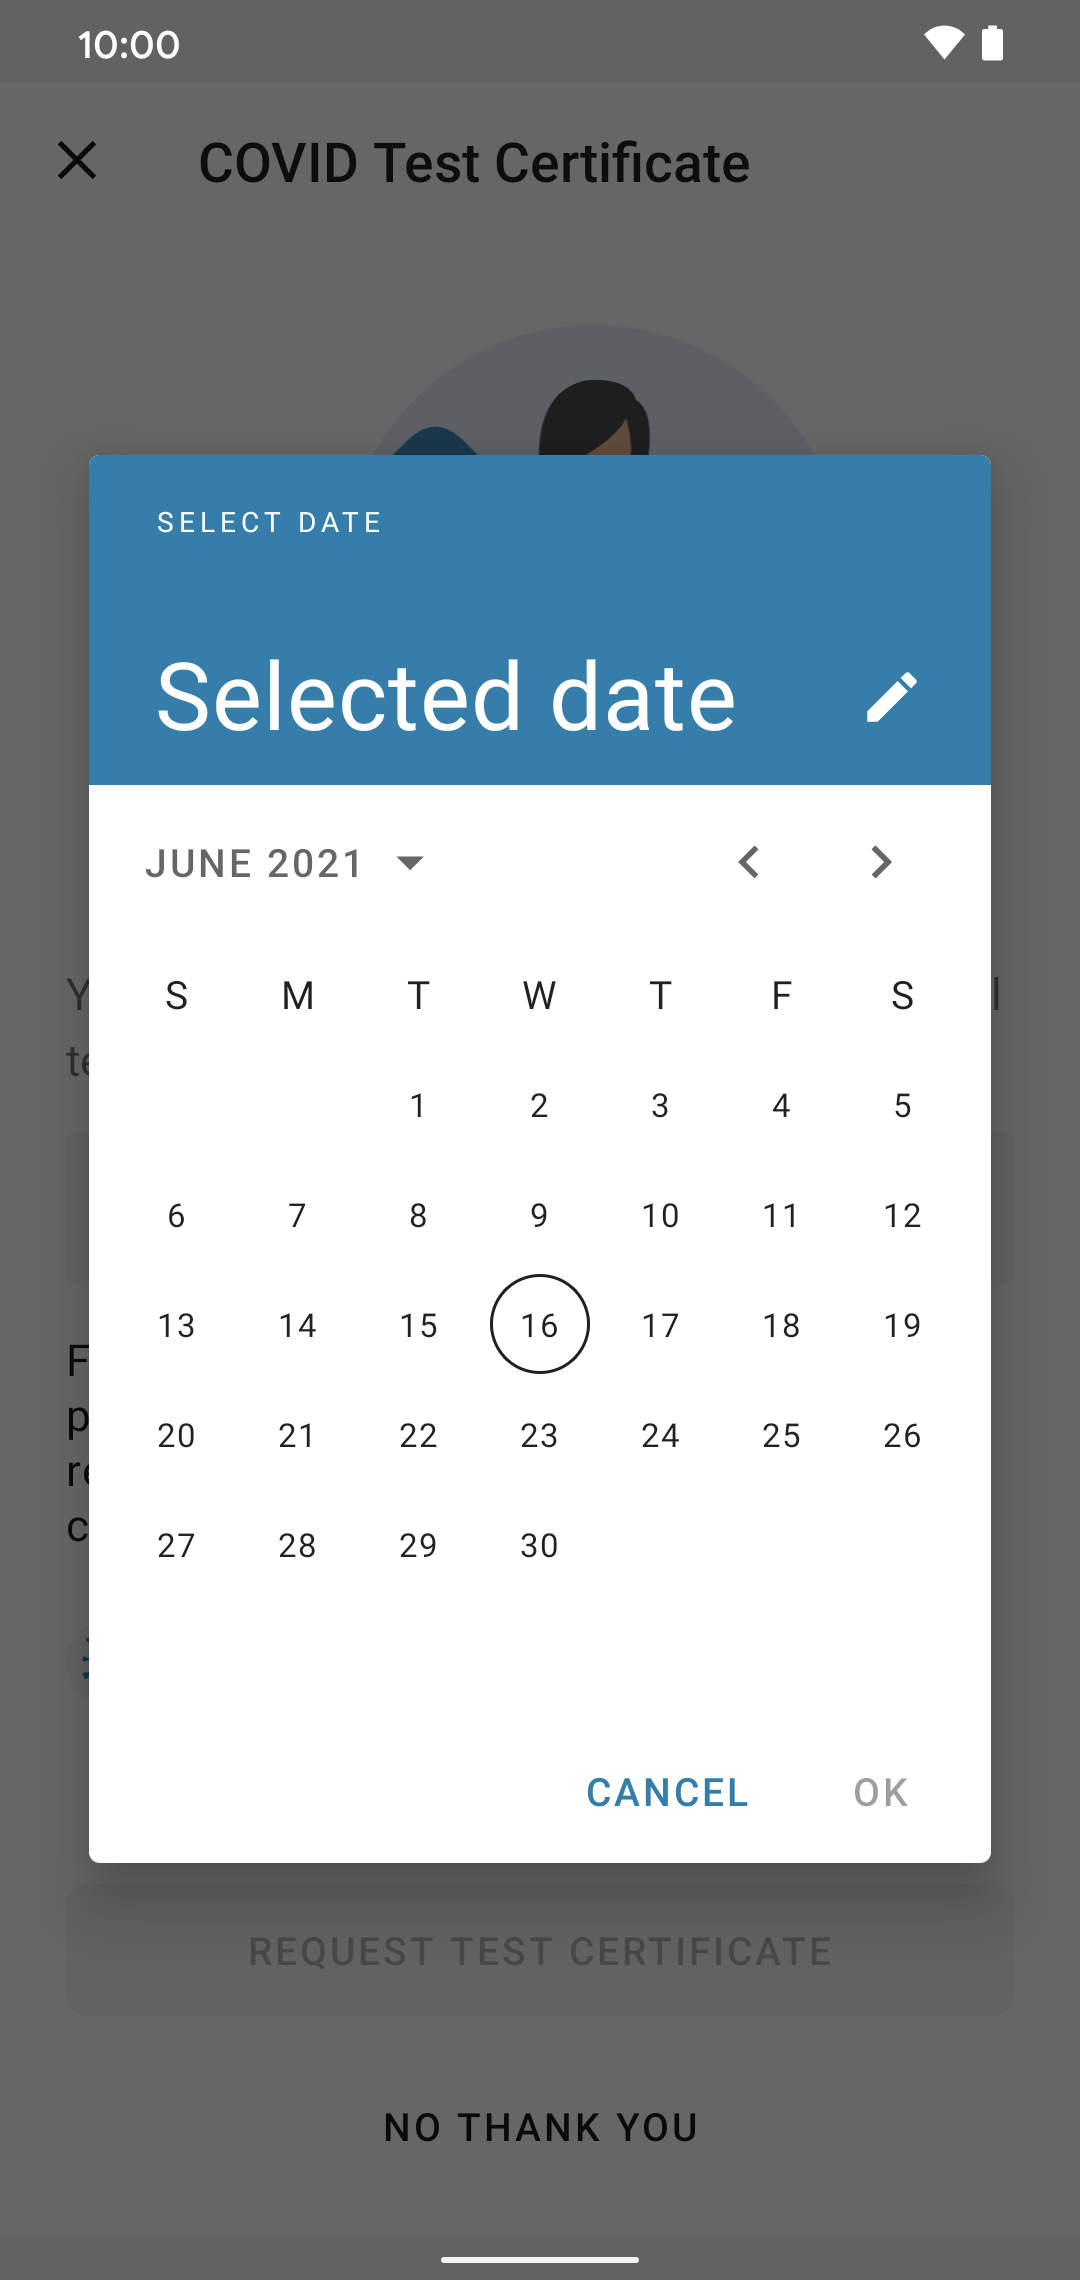 10:00
COVID Test Certificate
SELECT DATE
Selected date
JUNE 2021
S M T W T F S
1 2 3 4 5
6 7 8 9 10 11 12
13 14 15 16 17 18 19
20 21 22 23 24 25 26
27 28 29 30
CANCEL OK
REQUEST TEST CERTIFICATE
NO THANK YOU